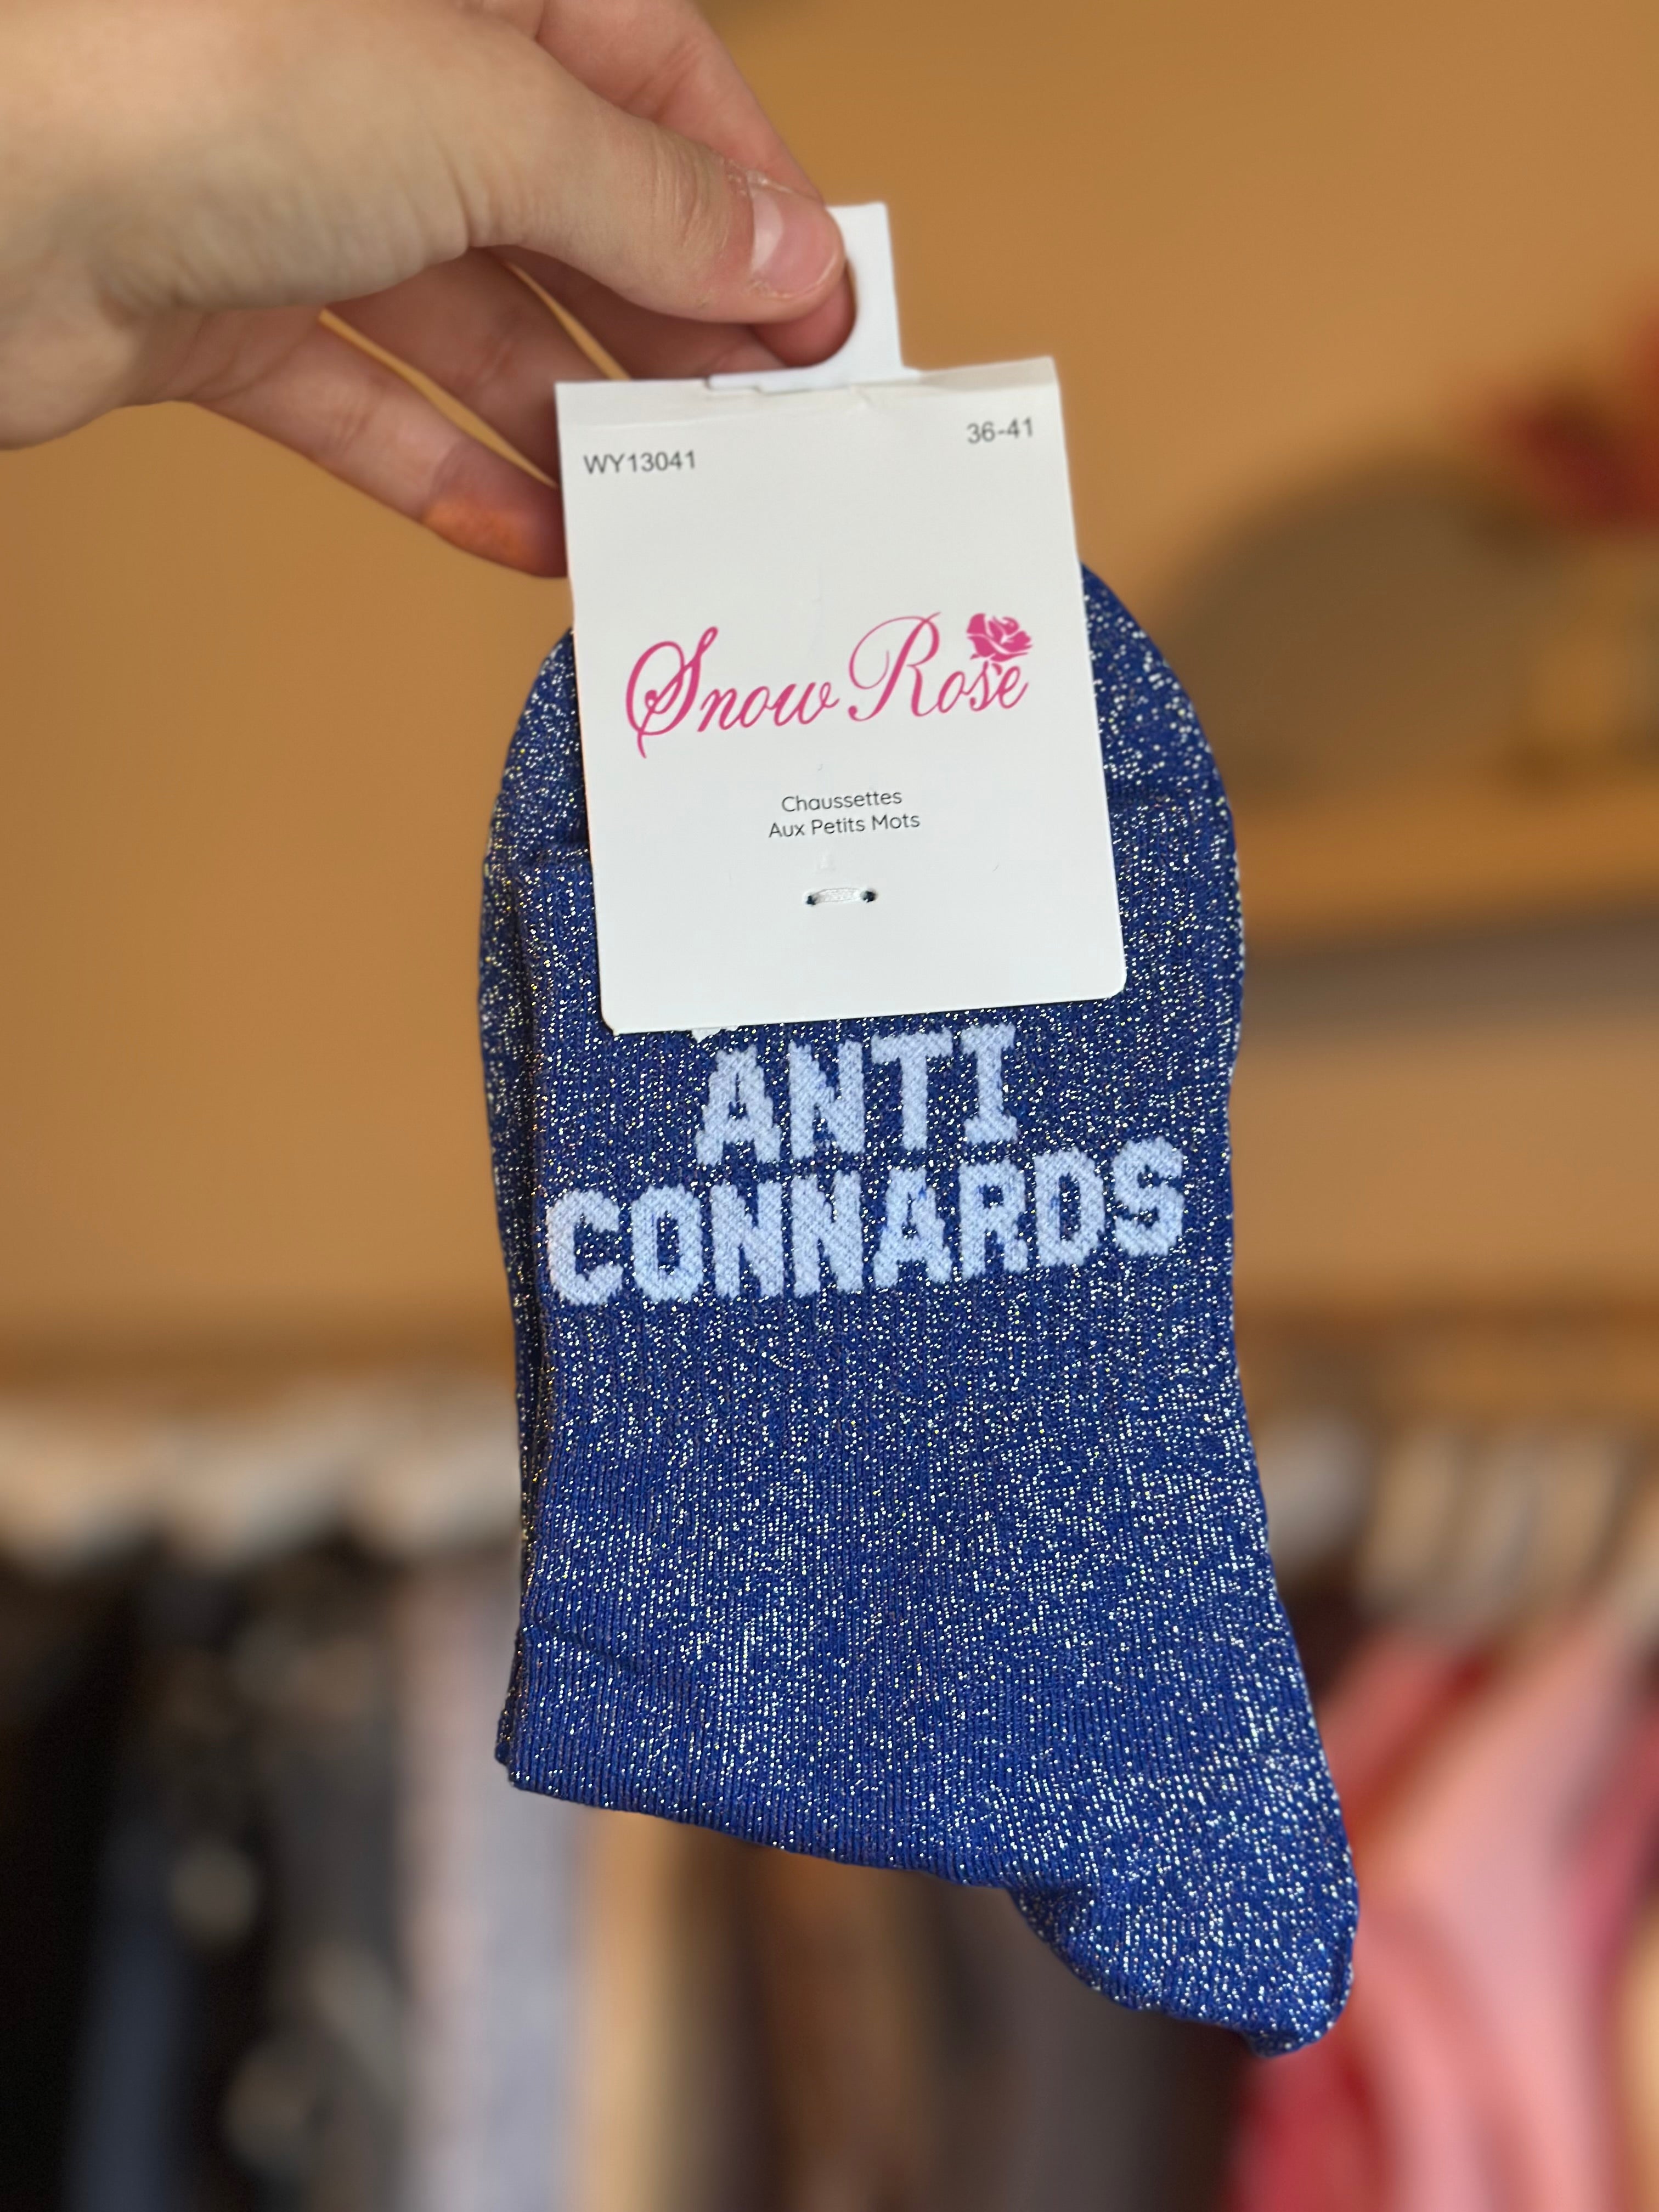 WY13041
36-41
Snow Rose
Chaussettes
Aux Petits Mots
ANTI
CONNARDS